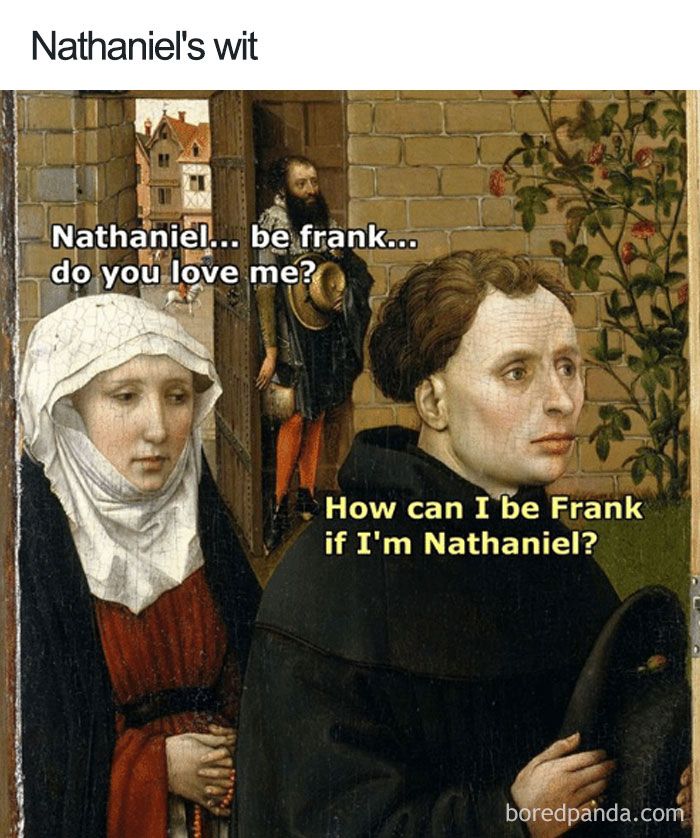 Nathaniel's wit
Nathaniel... be frank...
do you love me?
How can I be Frank
if I'm Nathaniel?
boredpanda.com